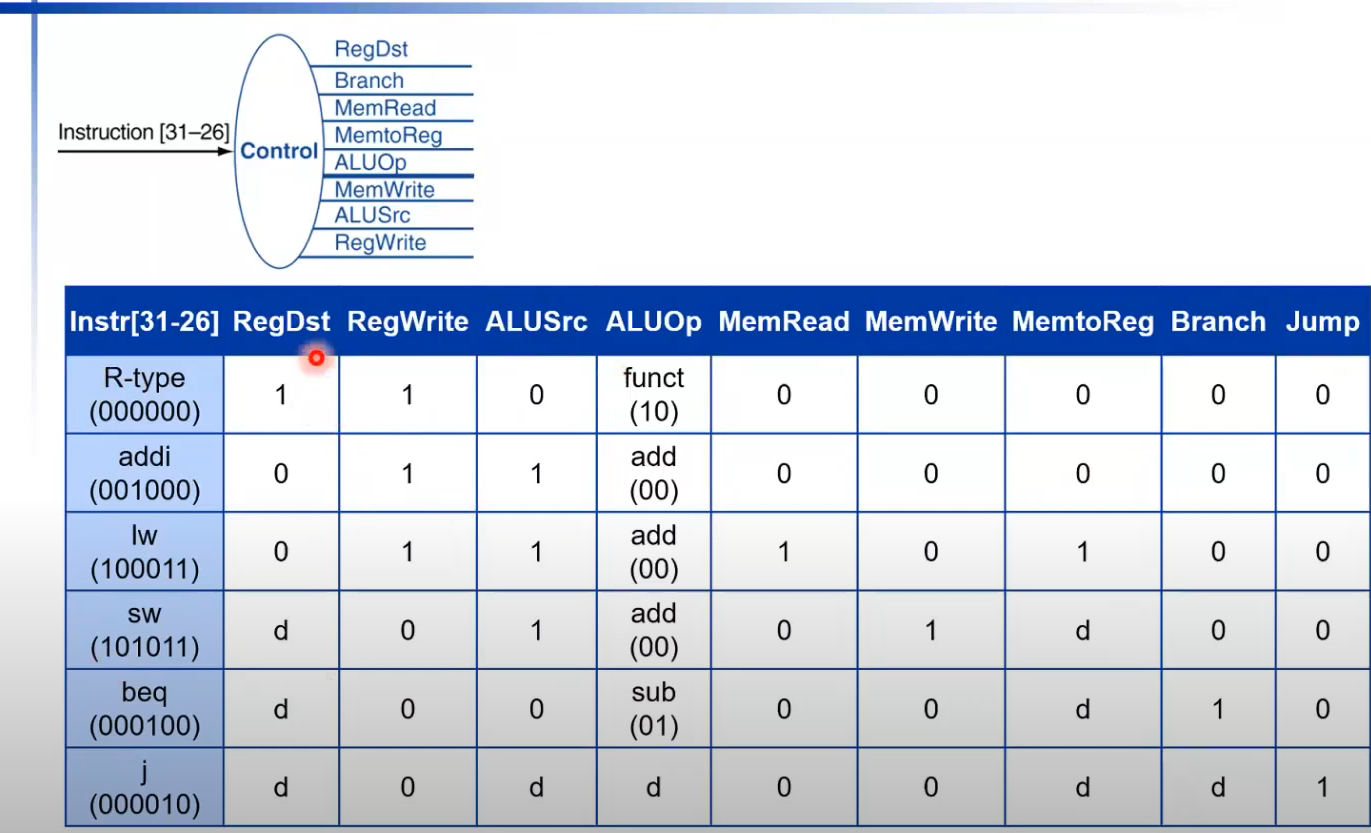 RegDst
Branch
MemRead
Instruction [31–26]
MemtoReg
Control
ALUOp
MemWrite
ALUSrc
RegWrite
Instr[31-26] RegDst RegWrite ALUSrc ALUOp MemRead MemWrite MemtoReg Branch Jump
R-type
(000000) 1 1 0 funct
(10) 0 0 0 0 0
addi
(001000) 0 1 1 add
(00) 0 0 0 0 0
lw
(100011) 0 1 1 add
(00) 1 0 1 0 0
sw
(101011) d 0 1 add
(00) 0 1 d 0 0
beq
(000100) d 0 0 sub
(01) 0 0 d 1 0
j
(000010) d 0 d d 0 0 d d 1